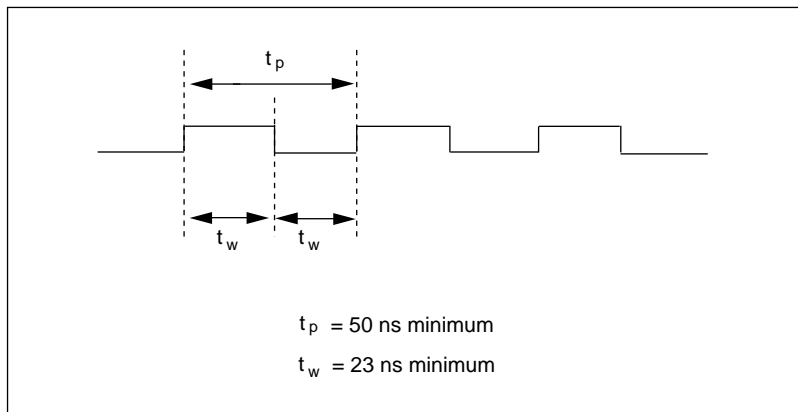 t p
t w t w
t p = 50 ns minimum
t w = 23 ns minimum